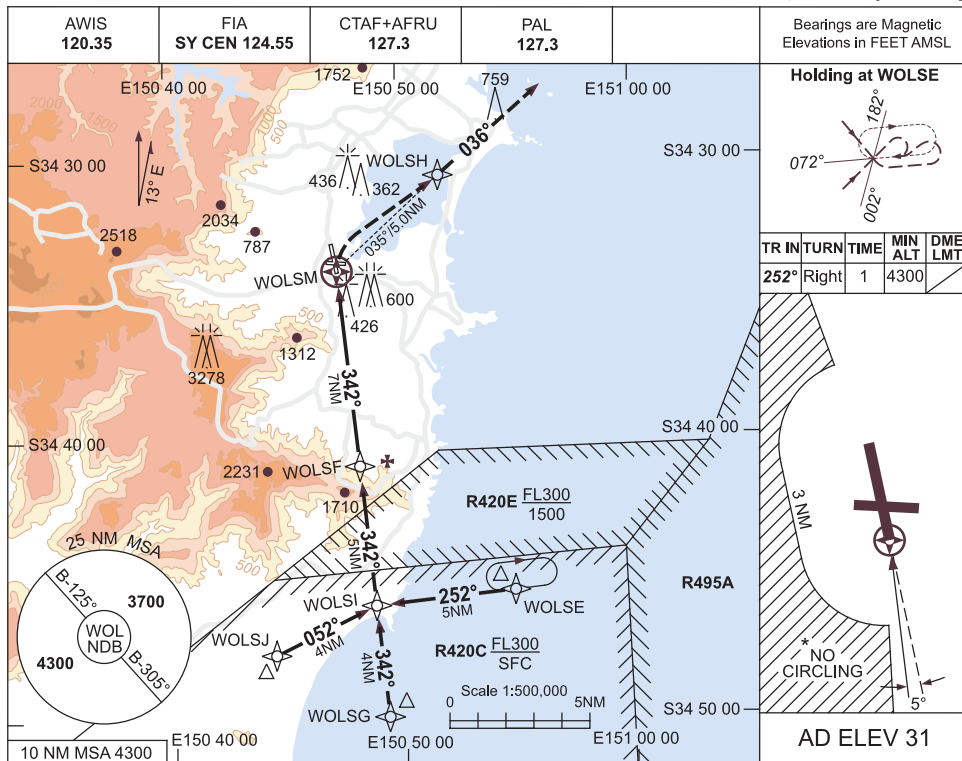 AWIS
120.35
FIA
SY CEN 124.55
CTAF+AFRU
127.3
PAL
127.3
Bearings are Magnetic
Elevations in FEET AMSL
1752
E150 40 00
E150 50 00
759
E151 00 00
2000
1500
1000
500
036°
WOLSH
S34 30 00
S34 30 00
13° E
436
362
035°/5.0NM
2034
787
2518
WOLSM
600
426
500
1312
3278
342°
7NM
S34 40 00
S34 40 00
2231
WOLSF
1710
R420E FL300
1500
500
342°
5NM
25 NM MSA
B-125°
3700
WOL
NDB
4300
B-305°
WOLSI
252°
5NM
WOLSE
R495A
WOLSJ
052°
4NM
342°
4NM
R420C FL300
SFC
Scale 1:500,000
0
5NM
WOLSG
S34 50 00
10 NM MSA 4300
E150 40 00
E150 50 00
E151 00 00
Holding at WOLSE
182°
072°
002°
TR IN TURN TIME MIN ALT DME LMT
252° Right 1 4300
3 NM
*NO
CIRCLING
5°
AD ELEV 31